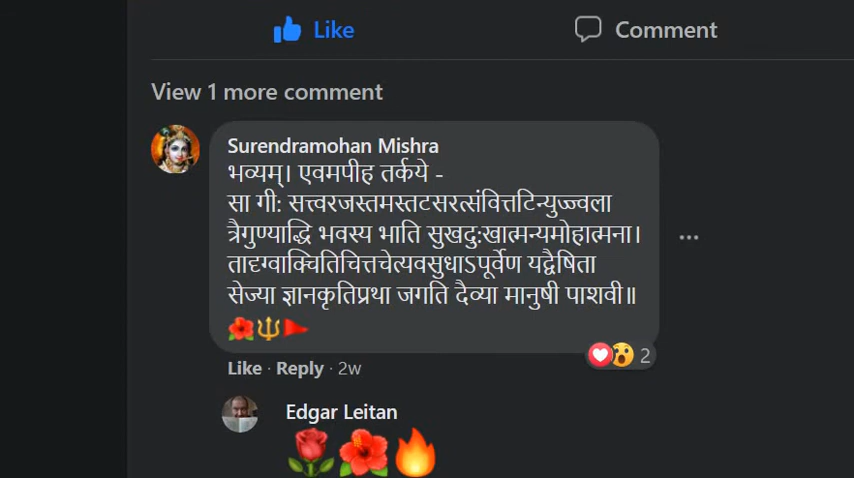 Like Comment
View 1 more comment
Surendramohan Mishra
भव्यम्। एवमपीह तर्कये -
सा गी: सत्त्वरजस्तमस्तटसरत्संवित्तटिन्युज्ज्वला
त्रैगुण्याद्धि भवस्य भाति सुखदुःखात्मन्यमोहात्मना।
तादृग्वाक्चितिचित्तचेत्यवसुधाऽपूर्वेण यद्वैषिता
सेज्या ज्ञानकृतिप्रथा जगति दैव्या मानुषी पाशवी॥
🌺🔱🚩
2
Like · Reply · 2w
Edgar Leitan
🌹🌺🔥